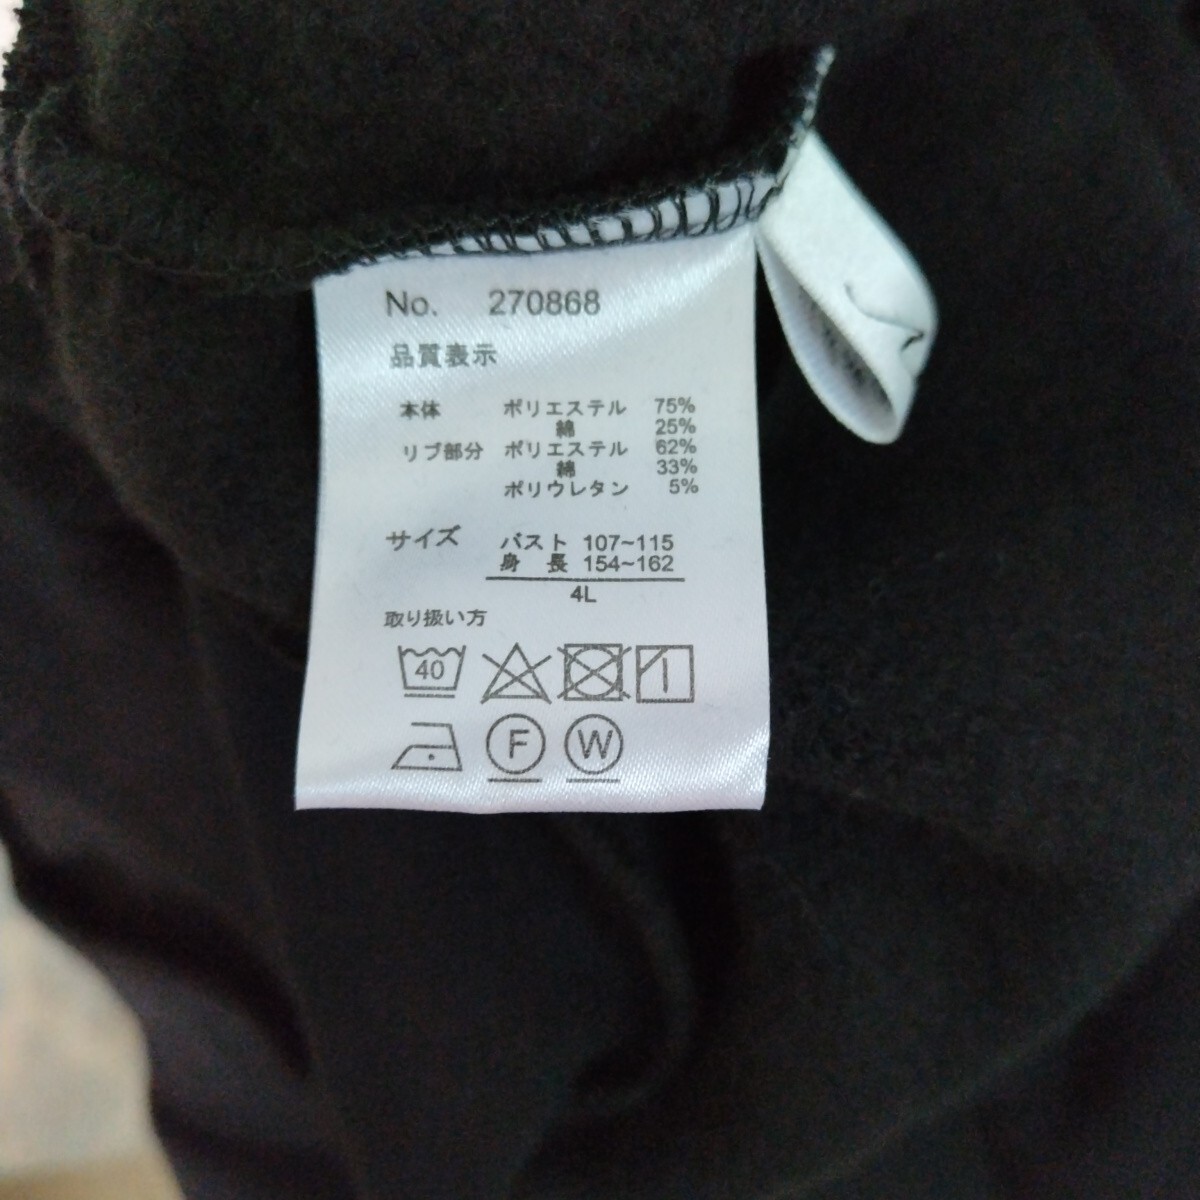 No. 270868
品質表示
本体 ポリエステル 75%
綿 25%
リブ部分 ポリエステル 62%
綿 33%
ポリウレタン 5%
サイズ バスト 107~115
身 長 154~162
4L
取り扱い方
40
F W